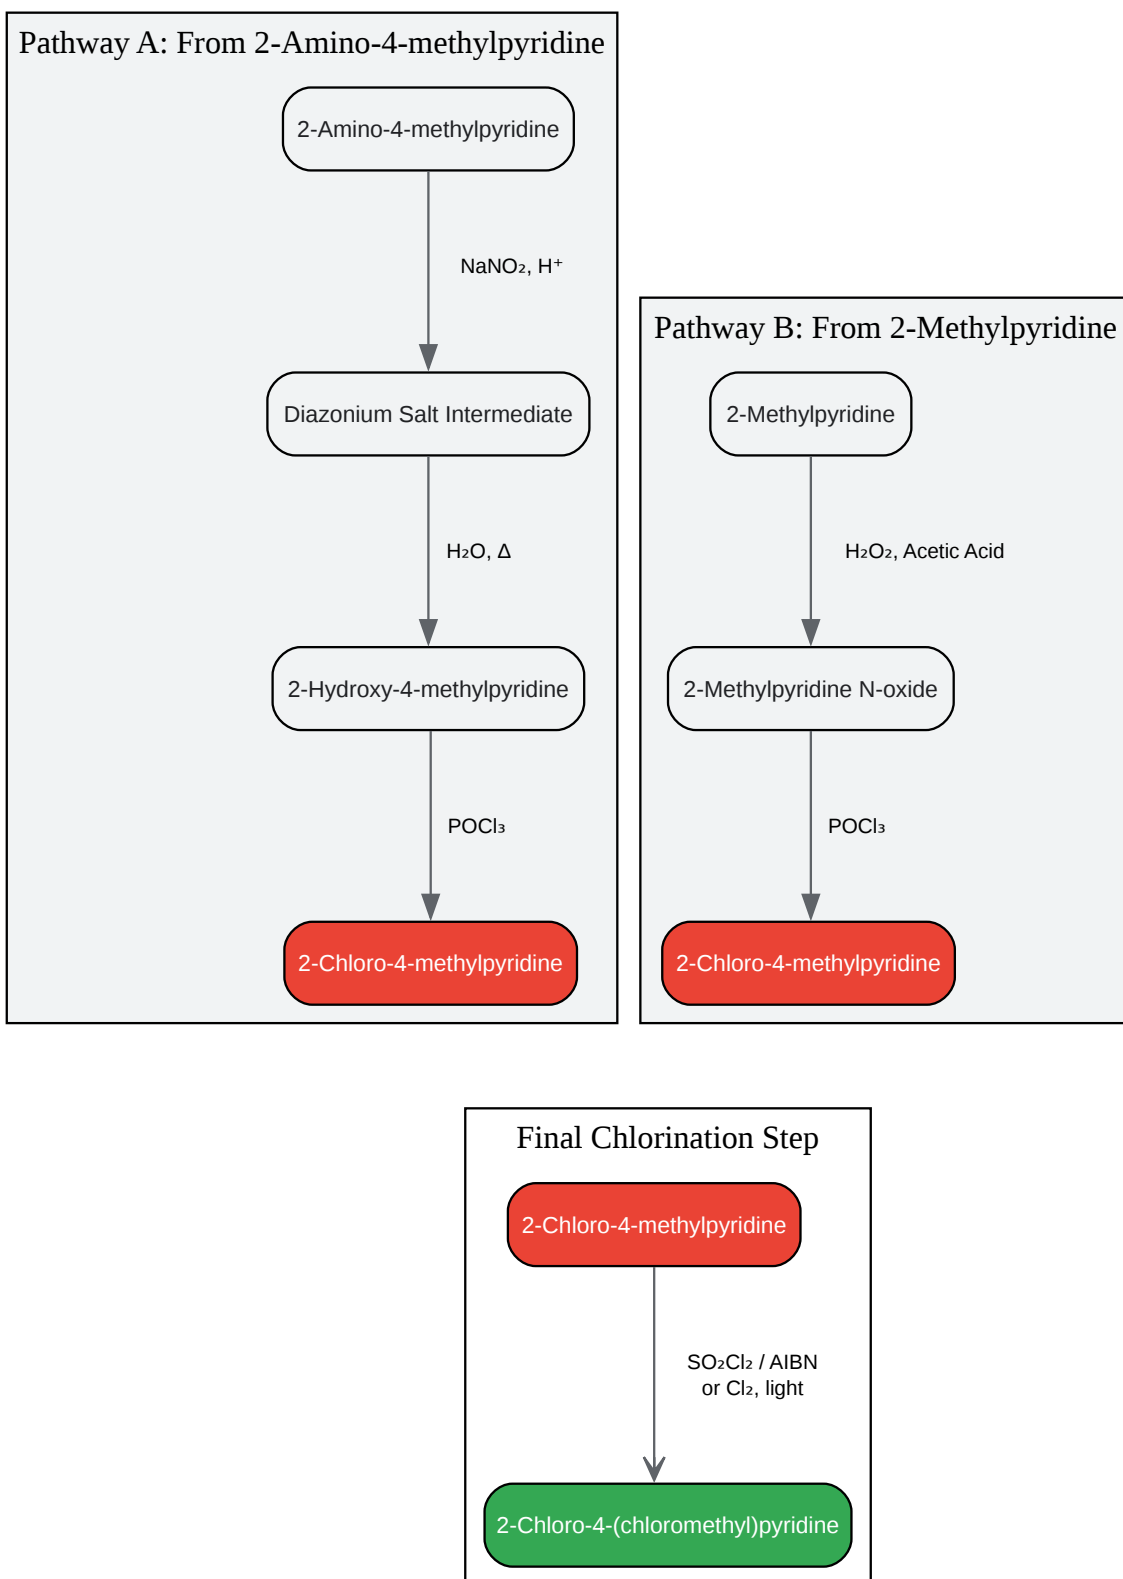 Pathway A: From 2-Amino-4-methylpyridine
2-Amino-4-methylpyridine
NaNO₂, H⁺
Diazonium Salt Intermediate
H₂O, Δ
2-Hydroxy-4-methylpyridine
POCl₃
2-Chloro-4-methylpyridine
Pathway B: From 2-Methylpyridine
2-Methylpyridine
H₂O₂, Acetic Acid
2-Methylpyridine N-oxide
POCl₃
2-Chloro-4-methylpyridine
Final Chlorination Step
2-Chloro-4-methylpyridine
SO₂Cl₂ / AIBN
or Cl₂, light
2-Chloro-4-(chloromethyl)pyridine